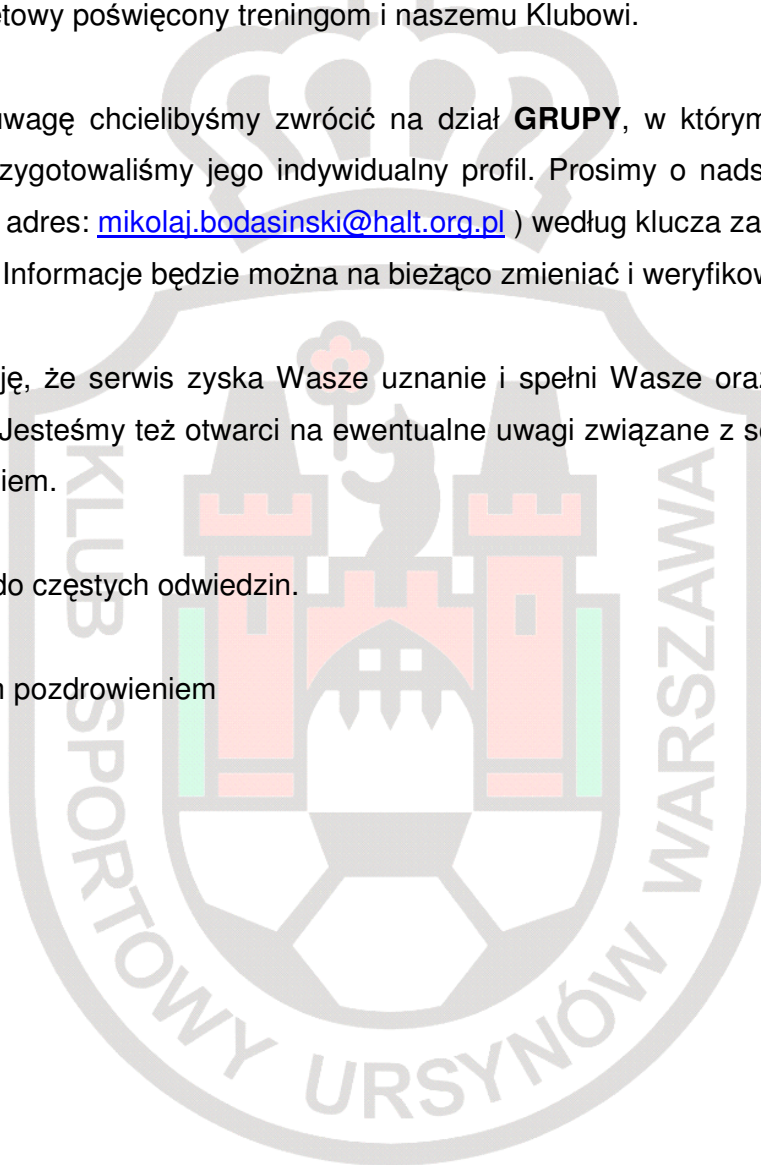 etowy poświęcony treningom i naszemu Klubowi.
uwagę chcielibyśmy zwrócić na dział GRUPY, w którym
zygotowaliśmy jego indywidualny profil. Prosimy o nads
adres: mikolaj.bodasinski@halt.org.pl ) według klucza za
Informacje będzie można na bieżąco zmieniać i weryfikow
ję, że serwis zyska Wasze uznanie i spełni Wasze oraz
Jesteśmy też otwarci na ewentualne uwagi związane z se
iem.
do częstych odwiedzin.
m pozdrowieniem
KLUB SPORTOWY URSYNÓW WARSZAWA